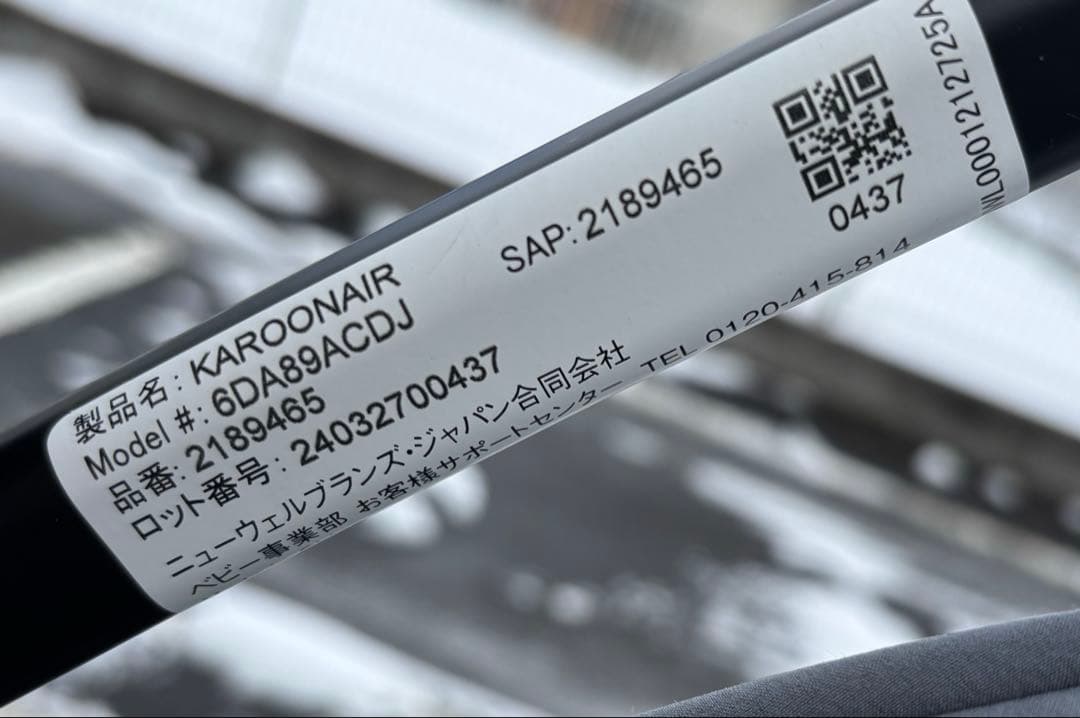 製品名: KAROONAIR
Model #: 6DA89ACDJ
品番: 2189465
ロット番号: 24032700437
ニューウェルブランズ・ジャパン合同会社
ベビー事業部 お客様サポートセンター TEL 0120-415-814
SAP: 2189465
0437
WL0001212725A